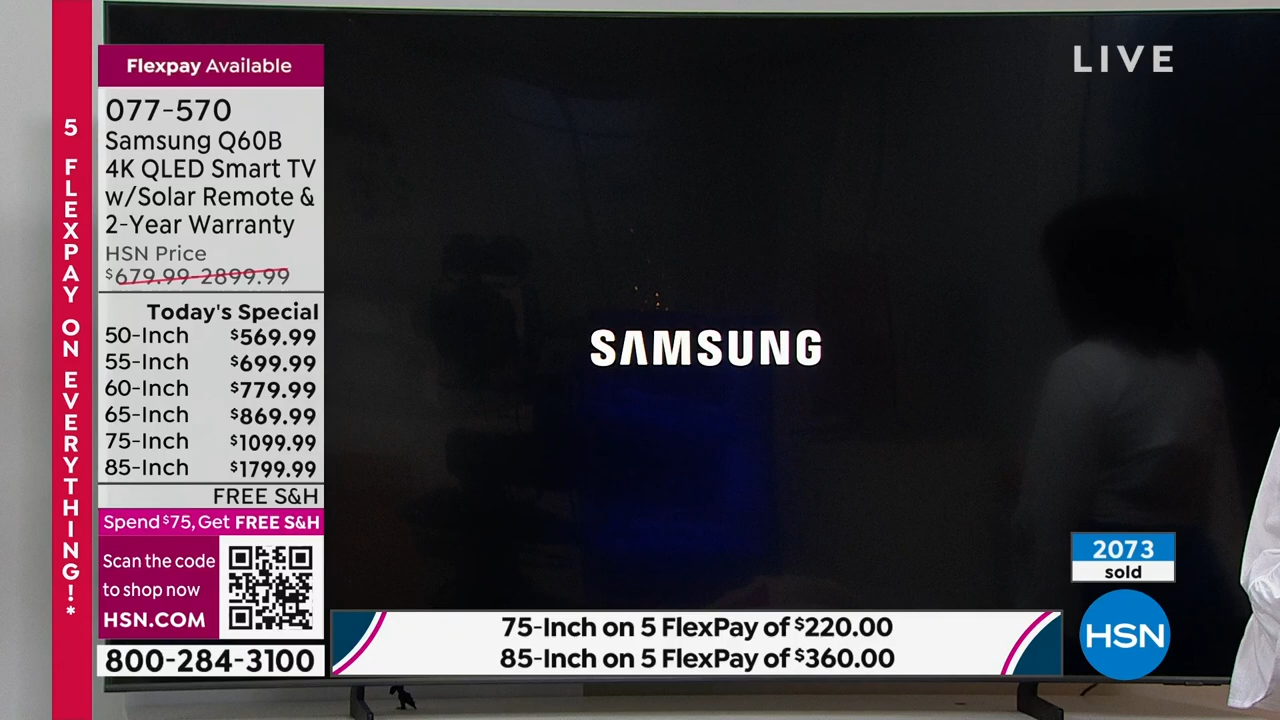 5 FLEXPAY ON EVERYTHING!*
Flexpay Available
077-570
Samsung Q60B
4K QLED Smart TV
w/Solar Remote &
2-Year Warranty
HSN Price
$679.99-2899.99
Today's Special
50-Inch $569.99
55-Inch $699.99
60-Inch $779.99
65-Inch $869.99
75-Inch $1099.99
85-Inch $1799.99
FREE S&H
Spend $75, Get FREE S&H
Scan the code
to shop now
HSN.COM
800-284-3100
LIVE
SAMSUNG
2073
sold
HSN
75-Inch on 5 FlexPay of $220.00
85-Inch on 5 FlexPay of $360.00